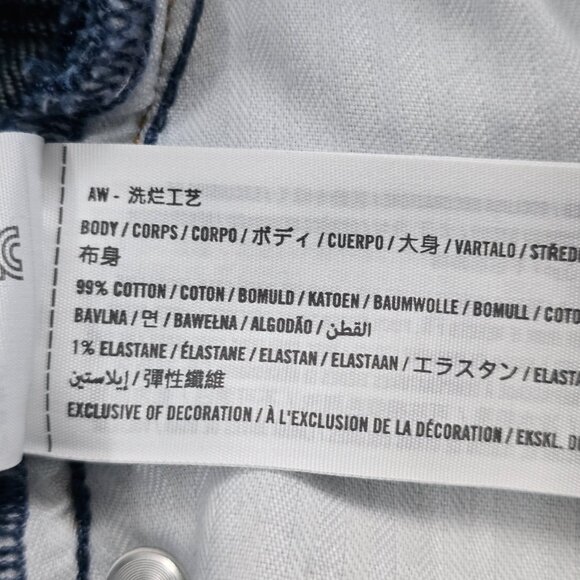 AW - 洗烂工艺
BODY / CORPS / CORPO / ボディ / CUERPO / 大身 / VARTALO / STŘED
布身
99% COTTON / COTON / BOMULD / KATOEN / BAUMWOLLE / BOMULL / COTO
BAVLNA / 면 / BAWEŁNA / ALGODÃO / القطن
1% ELASTANE / ÉLASTANE / ELASTAN / ELASTAAN / エラスタン / ELASTA
إيلاستين / 彈性纖維
EXCLUSIVE OF DECORATION / À L'EXCLUSION DE LA DÉCORATION / EKSKL. D